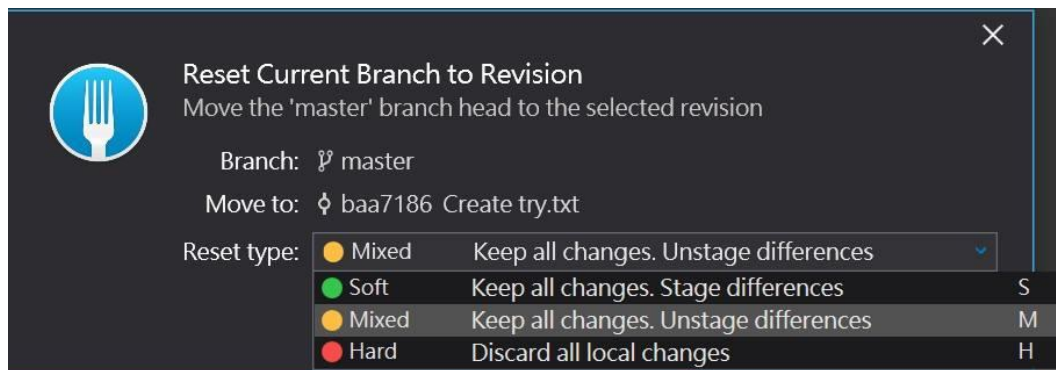 Reset Current Branch to Revision
Move the 'master' branch head to the selected revision
Branch: master
Move to: baa7186 Create try.txt
Reset type: Mixed Keep all changes. Unstage differences
Soft Keep all changes. Stage differences S
Mixed Keep all changes. Unstage differences M
Hard Discard all local changes H